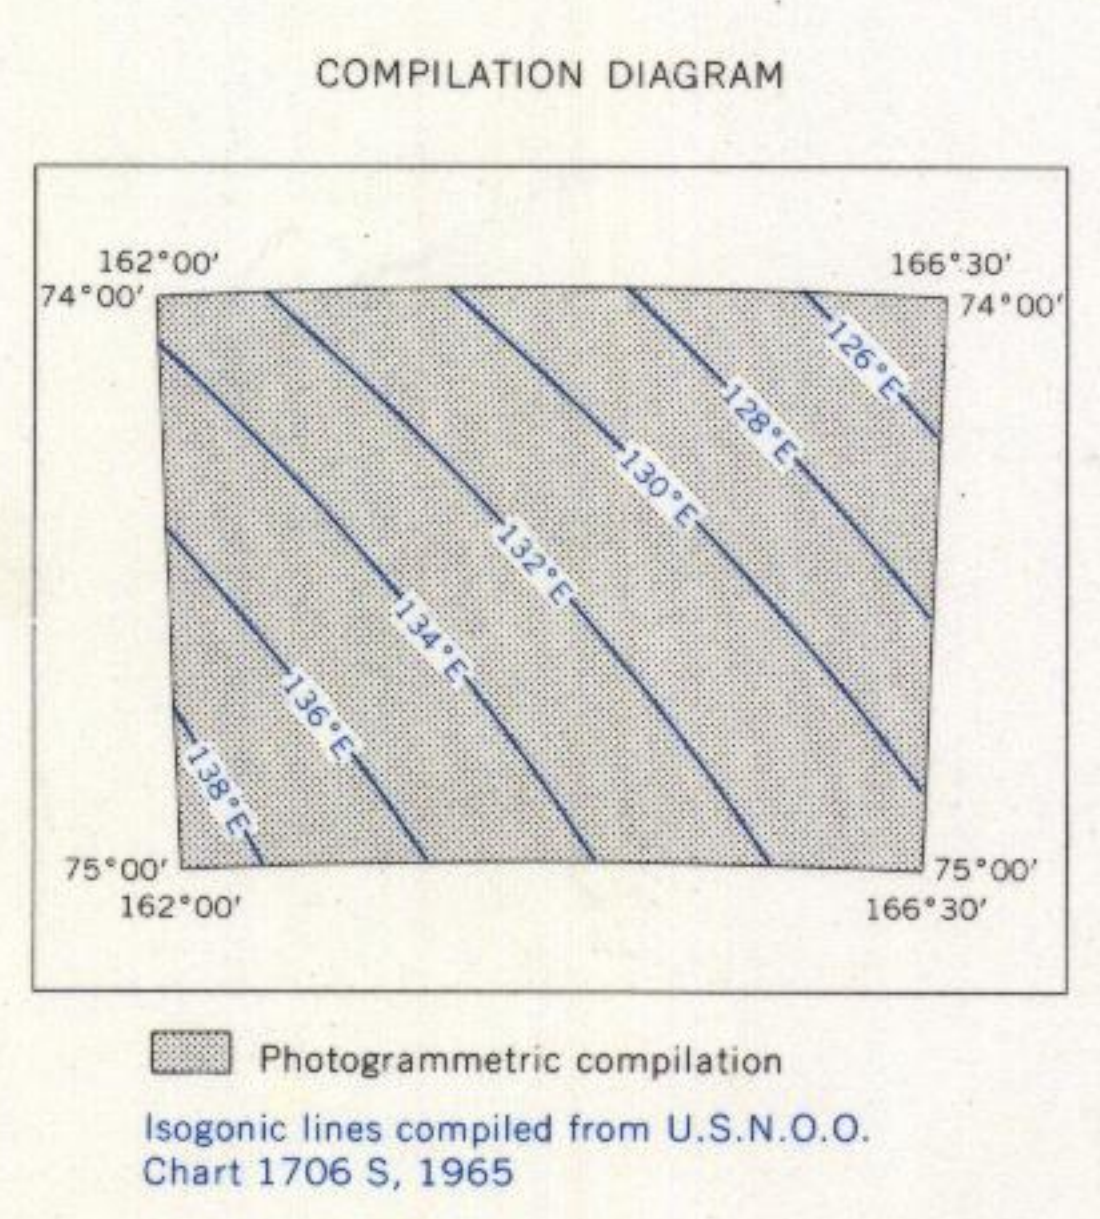 COMPILATION DIAGRAM
162°00′ 166°30′
74°00′ 74°00′
126°E
128°E
130°E
132°E
134°E
136°E
138°E
75°00′ 75°00′
162°00′ 166°30′
Photogrammetric compilation
Isogonic lines compiled from U.S.N.O.O.
Chart 1706 S, 1965